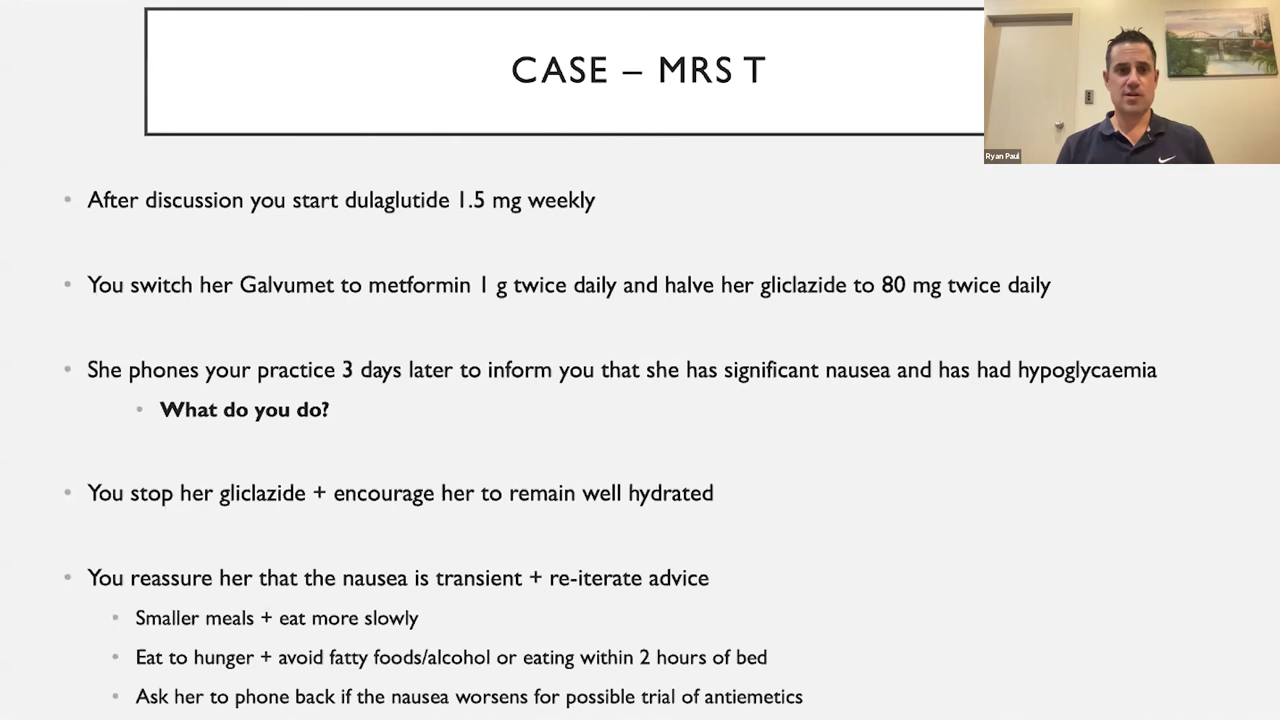 CASE – MRS T
Ryan Paul
After discussion you start dulaglutide 1.5 mg weekly
You switch her Galvumet to metformin 1 g twice daily and halve her gliclazide to 80 mg twice daily
She phones your practice 3 days later to inform you that she has significant nausea and has had hypoglycaemia
What do you do?
You stop her gliclazide + encourage her to remain well hydrated
You reassure her that the nausea is transient + re-iterate advice
Smaller meals + eat more slowly
Eat to hunger + avoid fatty foods/alcohol or eating within 2 hours of bed
Ask her to phone back if the nausea worsens for possible trial of antiemetics